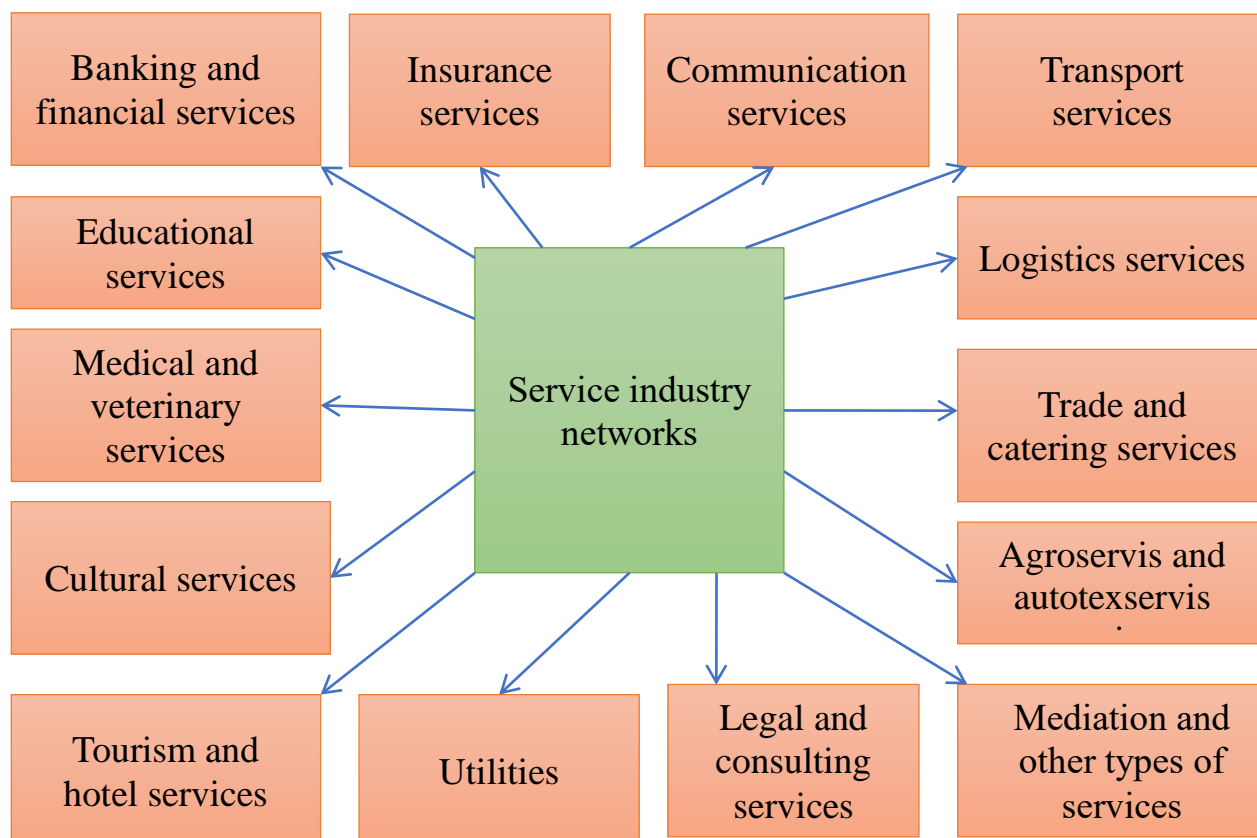 Banking and
financial services
Insurance
services
Communication
services
Transport
services
Educational
services
Logistics services
Medical and
veterinary
services
Service industry
networks
Trade and
catering services
Cultural services
Agroservis and
autotexservis
.
Tourism and
hotel services
Utilities
Legal and
consulting
services
Mediation and
other types of
services